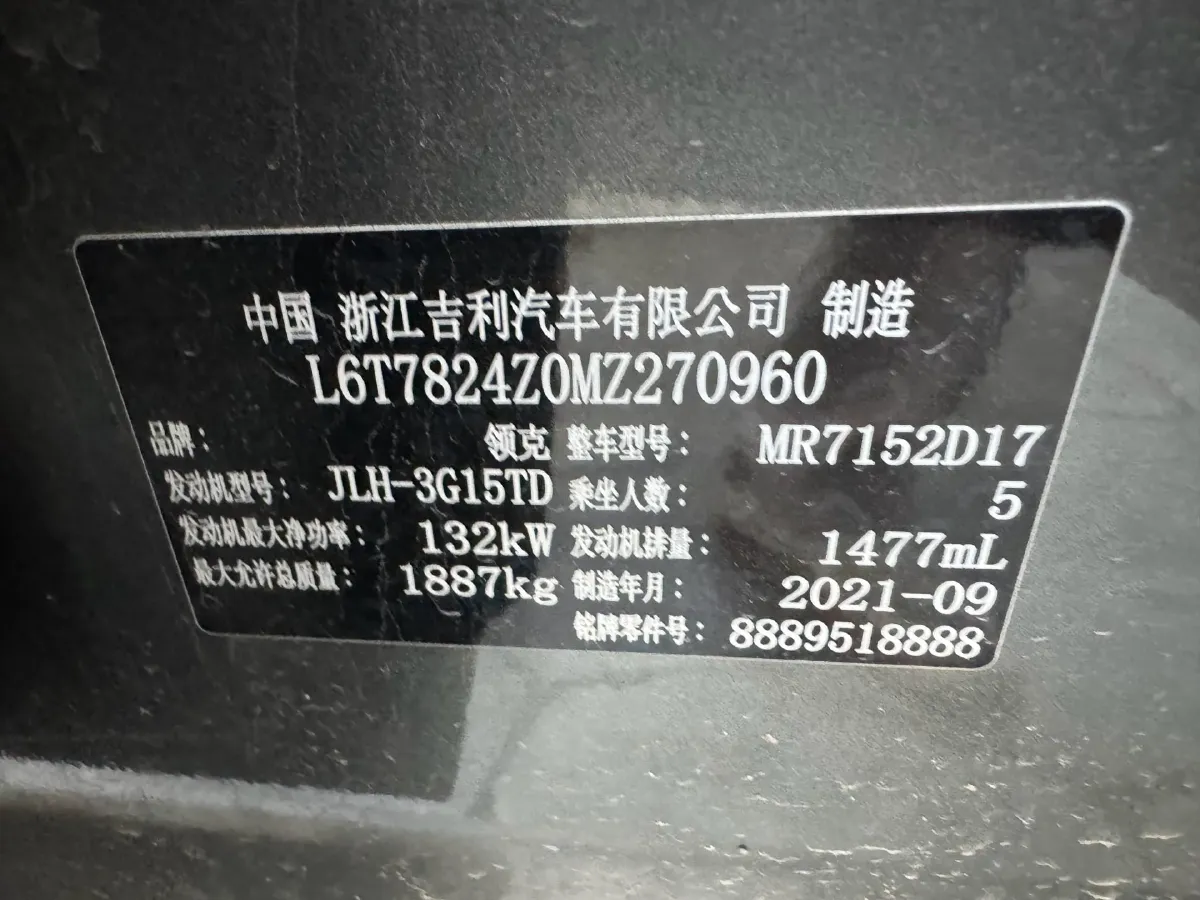 中国 浙江吉利汽车有限公司 制造
L6T7824Z0MZ270960
品牌： 领克 整车型号： MR7152D17
发动机型号： JLH-3G15TD 乘坐人数： 5
发动机最大净功率： 132kW 发动机排量： 1477mL
最大允许总质量： 1887kg 制造年月： 2021-09
铭牌零件号： 8889518888